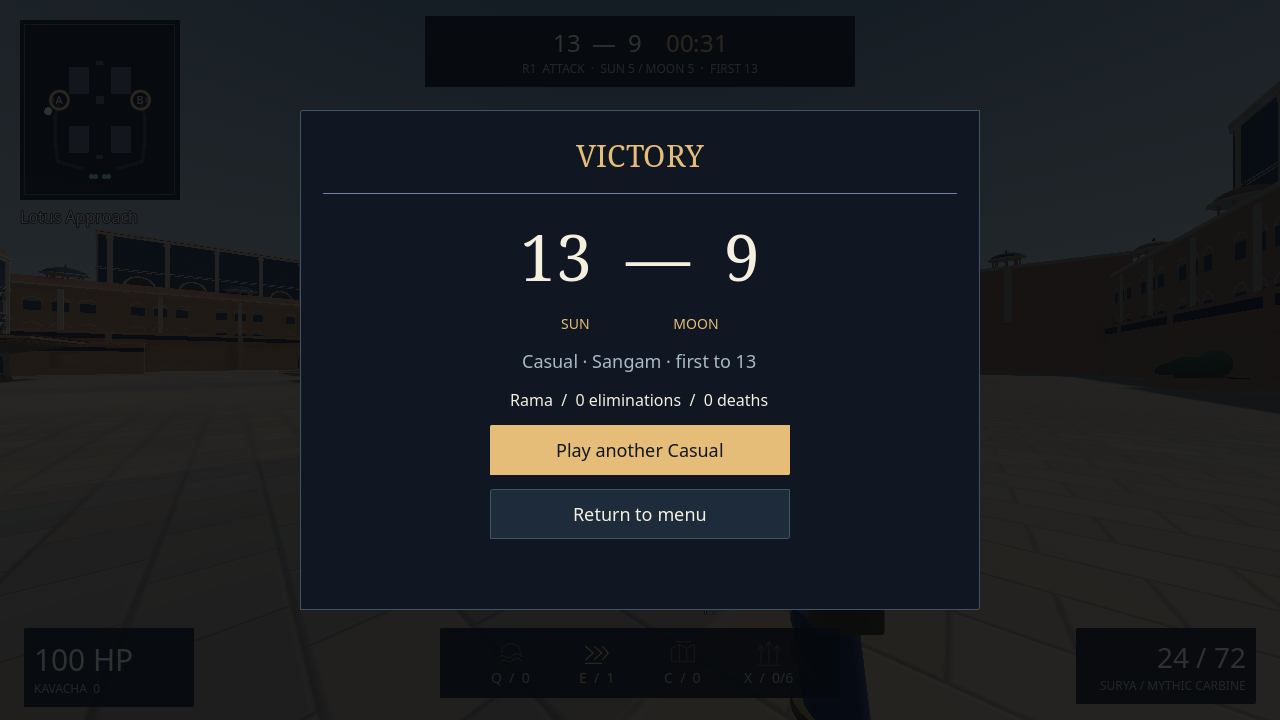 13 — 9 00:31
R1 ATTACK · SUN 5 / MOON 5 · FIRST 13
A
B
Lotus Approach
VICTORY
13 — 9
SUN MOON
Casual · Sangam · first to 13
Rama / 0 eliminations / 0 deaths
Play another Casual
Return to menu
100 HP
KAVACHA 0
Q / 0 E / 1 C / 0 X / 0/6
24 / 72
SURYA / MYTHIC CARBINE